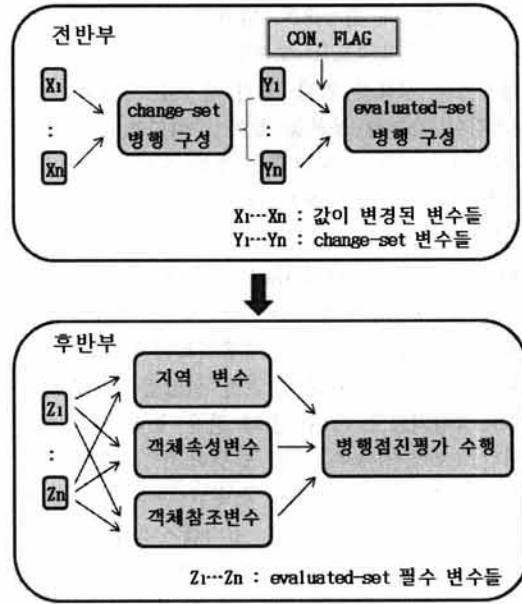 전반부
CON, FLAG
X1
:
Xn
change-set
병행 구성
Y1
:
Yn
evaluated-set
병행 구성
X1…Xn : 값이 변경된 변수들
Y1…Yn : change-set 변수들
후반부
Z1
:
Zn
지역 변수
객체속성변수
객체참조변수
병행점진평가 수행
Z1…Zn : evaluated-set 필수 변수들